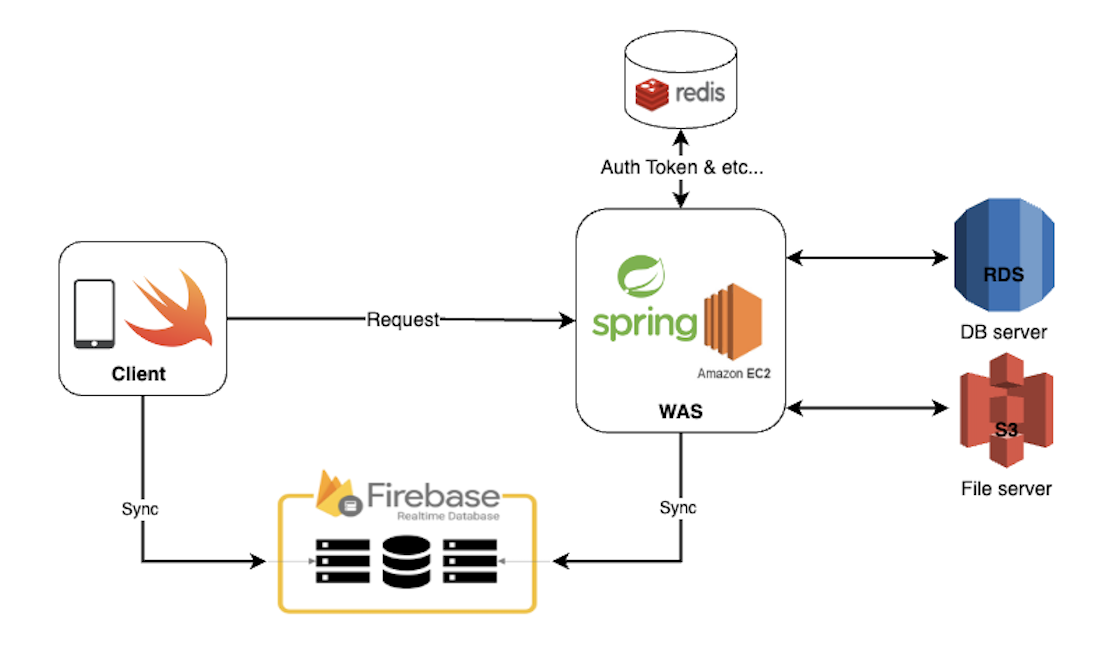 redis
Auth Token & etc...
RDS
DB server
spring
Amazon EC2
WAS
Request
Client
S3
File server
Sync
Firebase
Realtime Database
Sync